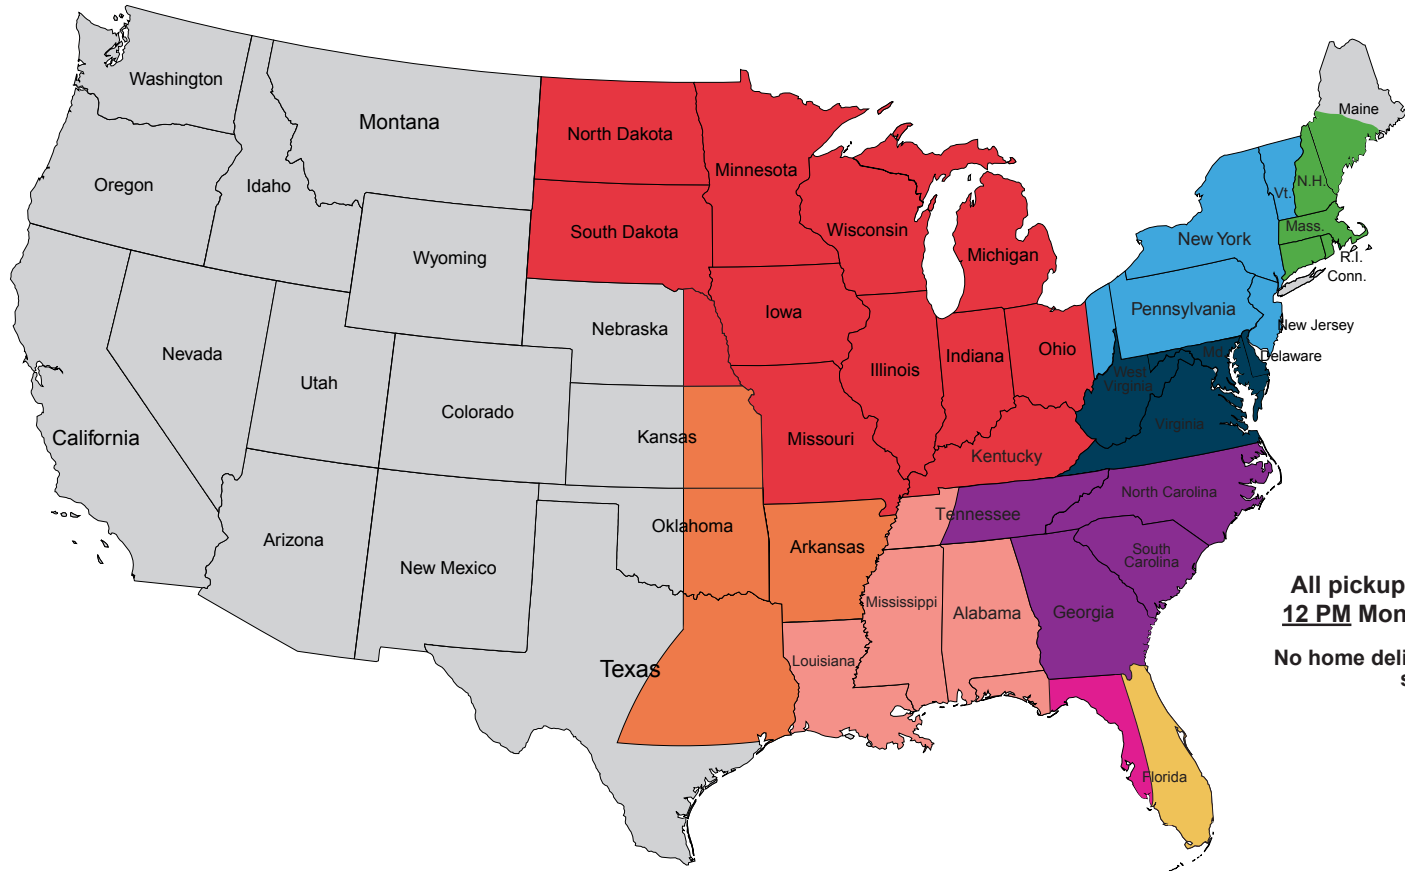 Washington
Montana
Maine
North Dakota
Minnesota
Oregon
Idaho
N.H.
Vt.
Mass.
South Dakota
Wisconsin
New York
Wyoming
Michigan
R.I.
Conn.
Iowa
Pennsylvania
Nebraska
New Jersey
Nevada
Ohio
Indiana
Md.
Delaware
Illinois
Utah
West
Virginia
Colorado
Virginia
California
Kansas
Missouri
Kentucky
North Carolina
Tennessee
Oklahoma
Arizona
Arkansas
South
Carolina
New Mexico
Mississippi
Alabama
Georgia
Louisiana
Texas
Florida
All pickup
12 PM Mon
No home deli
s